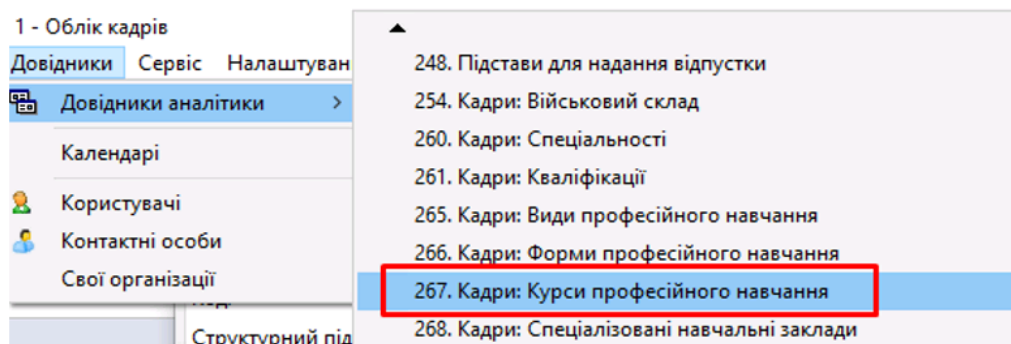 1 - Облік кадрів
Довідники Сервіс Налаштуван
Довідники аналітики
Календарі
Користувачі
Контактні особи
Свої організації
Структурний під
248. Підстави для надання відпустки
254. Кадри: Військовий склад
260. Кадри: Спеціальності
261. Кадри: Кваліфікації
265. Кадри: Види професійного навчання
266. Кадри: Форми професійного навчання
267. Кадри: Курси професійного навчання
268. Кадри: Спеціалізовані навчальні заклади